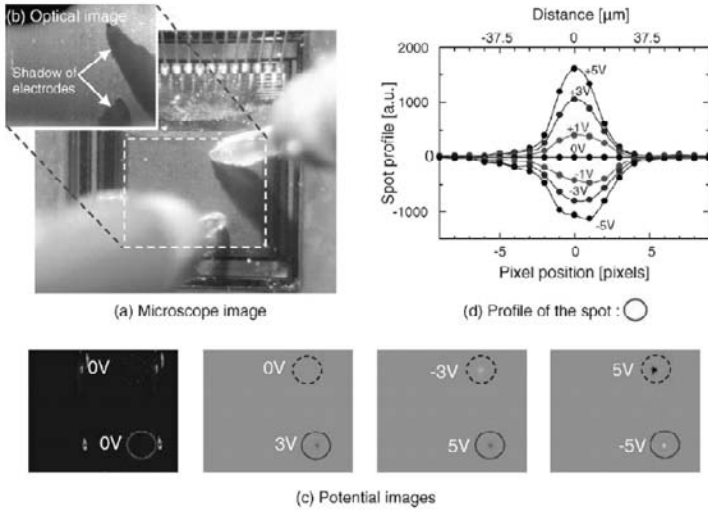 (b) Optical image
Shadow of
electrodes
(a) Microscope image
Distance [µm]
-37.5 0 37.5
2000
1000
0
-1000
Spot profile [a.u.]
+5V
+3V
+1V
0V
-1V
-3V
-5V
-5 0 5
Pixel position [pixels]
(d) Profile of the spot :
0V 0V -3V 5V
0V 3V 5V -5V
(c) Potential images